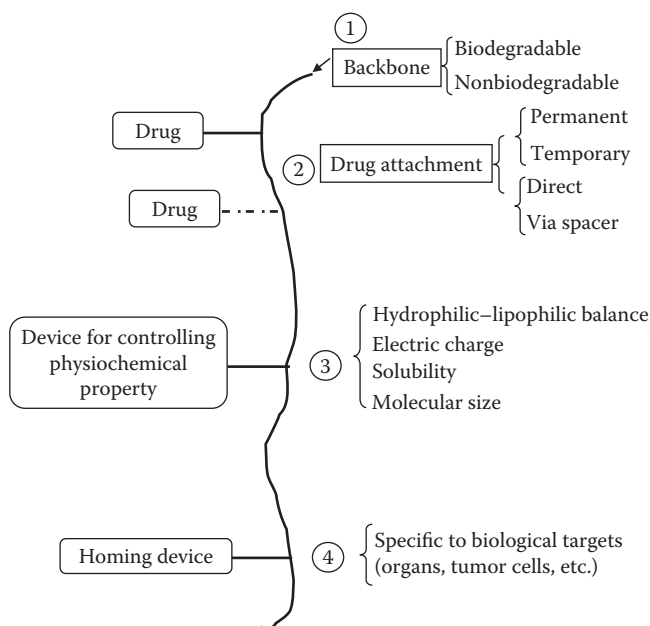 1
Backbone
Biodegradable
Nonbiodegradable
Drug
2
Drug attachment
Permanent
Temporary
Direct
Via spacer
Drug
Device for controlling
physiochemical
property
3
Hydrophilic–lipophilic balance
Electric charge
Solubility
Molecular size
Homing device
4
Specific to biological targets
(organs, tumor cells, etc.)